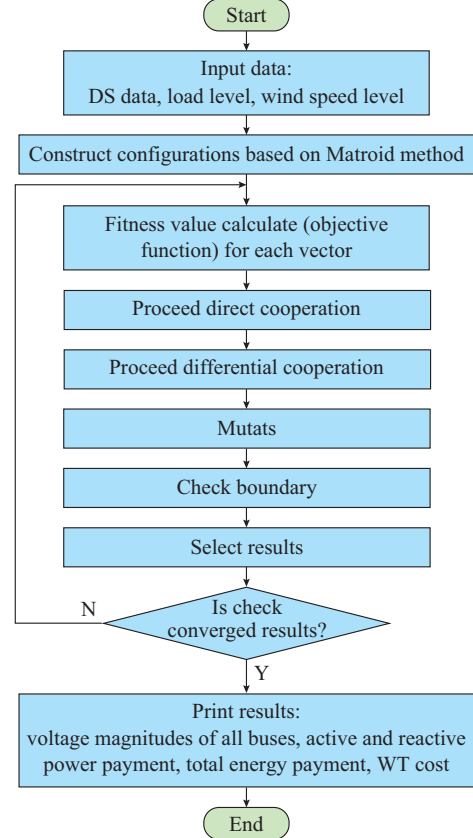 Start
Input data:
DS data, load level, wind speed level
Construct configurations based on Matroid method
Fitness value calculate (objective
function) for each vector
Proceed direct cooperation
Proceed differential cooperation
Mutats
Check boundary
Select results
Is check
converged results?
N
Y
Print results:
voltage magnitudes of all buses, active and reactive
power payment, total energy payment, WT cost
End